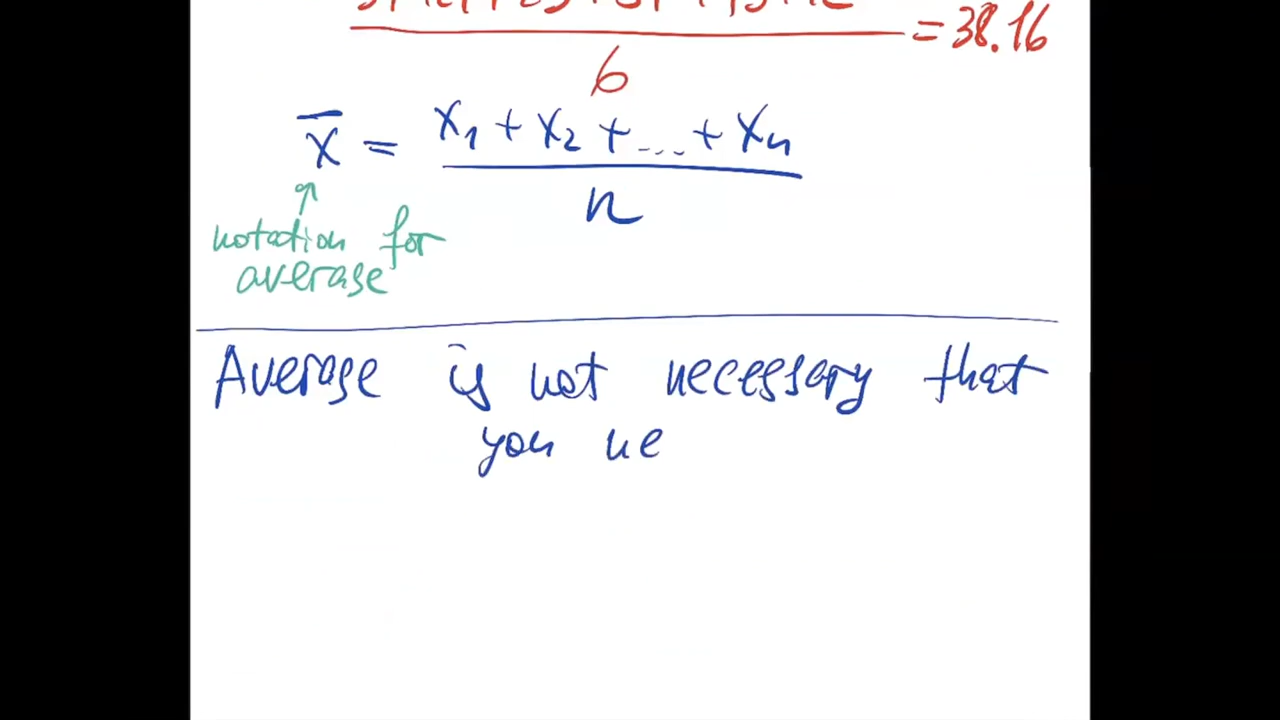 = 38.16
6
x̄ = x₁ + x₂ + ... + xₙ
n
notation for
average
Average is not necessary that
you ne